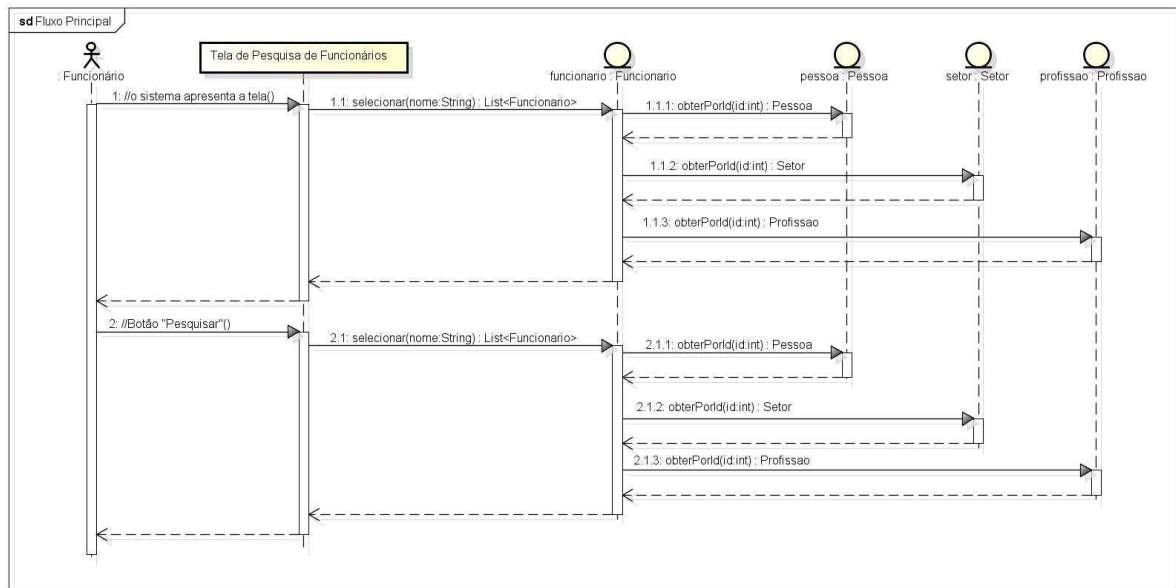 sd Fluxo Principal
: Funcionário
Tela de Pesquisa de Funcionários
funcionario : Funcionario
pessoa : Pessoa
setor : Setor
profissao : Profissao
1: //o sistema apresenta a tela()
1.1: selecionar(nome:String) : List<Funcionario>
1.1.1: obterPorId(id:int) : Pessoa
1.1.2: obterPorId(id:int) : Setor
1.1.3: obterPorId(id:int) : Profissao
2: //Botão "Pesquisar"()
2.1: selecionar(nome:String) : List<Funcionario>
2.1.1: obterPorId(id:int) : Pessoa
2.1.2: obterPorId(id:int) : Setor
2.1.3: obterPorId(id:int) : Profissao